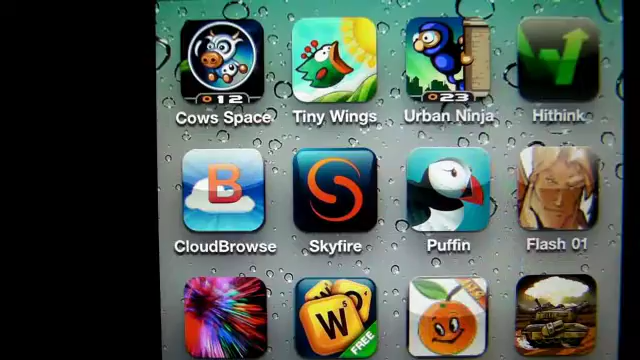 012
023
Cows Space
Tiny Wings
Urban Ninja
Hithink
B
CloudBrowse
Skyfire
Puffin
Flash 01
W
O
FREE